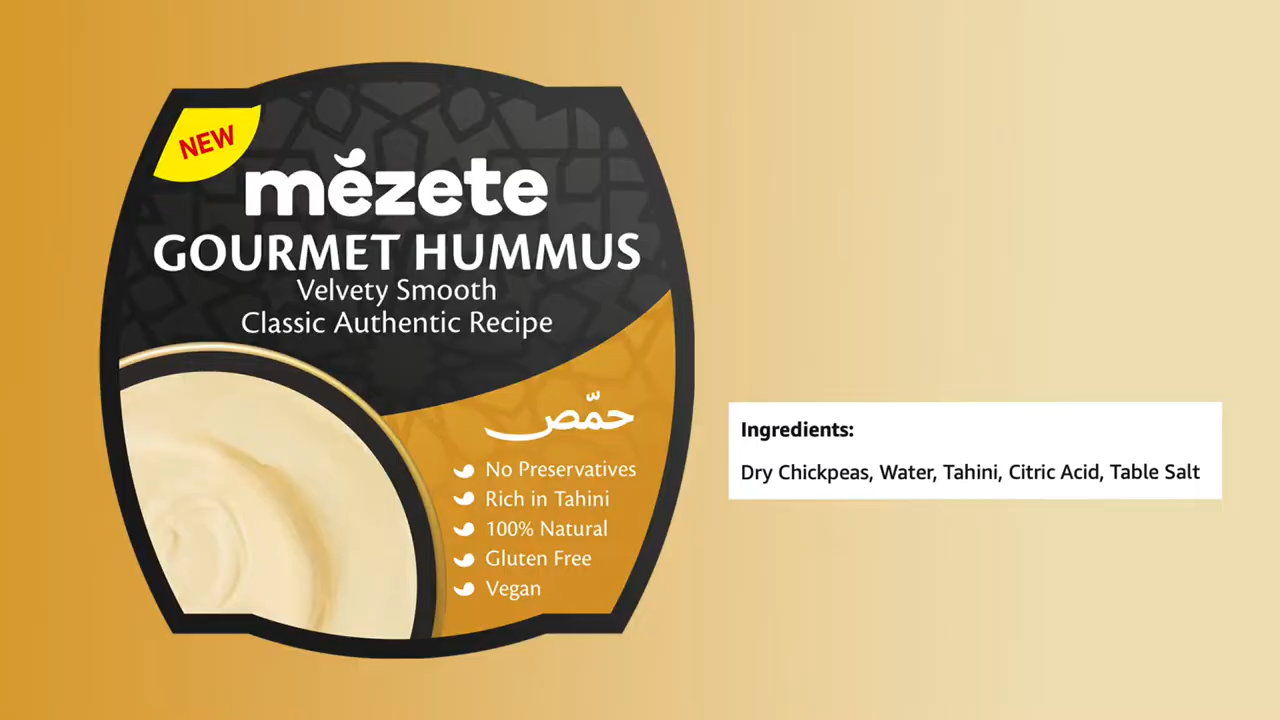 NEW
mézete
GOURMET HUMMUS
Velvety Smooth
Classic Authentic Recipe
حمّص
No Preservatives
Rich in Tahini
100% Natural
Gluten Free
Vegan
Ingredients:
Dry Chickpeas, Water, Tahini, Citric Acid, Table Salt